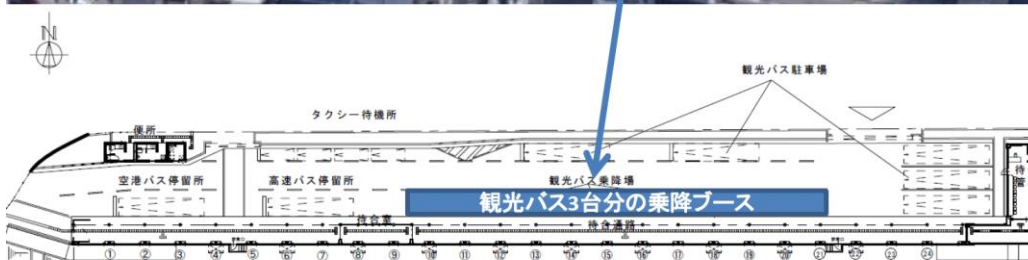 N
観光バス駐車場
タクシー待機所
便所
空港バス停留所
高速バス停留所
観光バス乗降場
観光バス3台分の乗降ブース
待合室
待合通路
① ② ③ ④ ⑤ ⑥ ⑦ ⑧ ⑨ ⑩ ⑪ ⑫ ⑬ ⑭ ⑮ ⑯ ⑰ ⑱ ⑲ ⑳ ㉑ ㉒ ㉓ ㉔